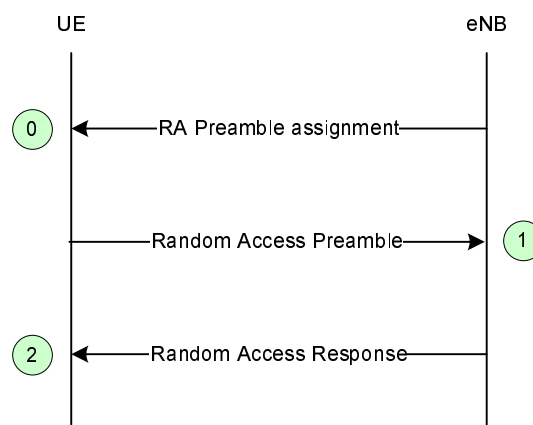 UE
eNB
0
RA Preamble assignment
Random Access Preamble
1
2
Random Access Response